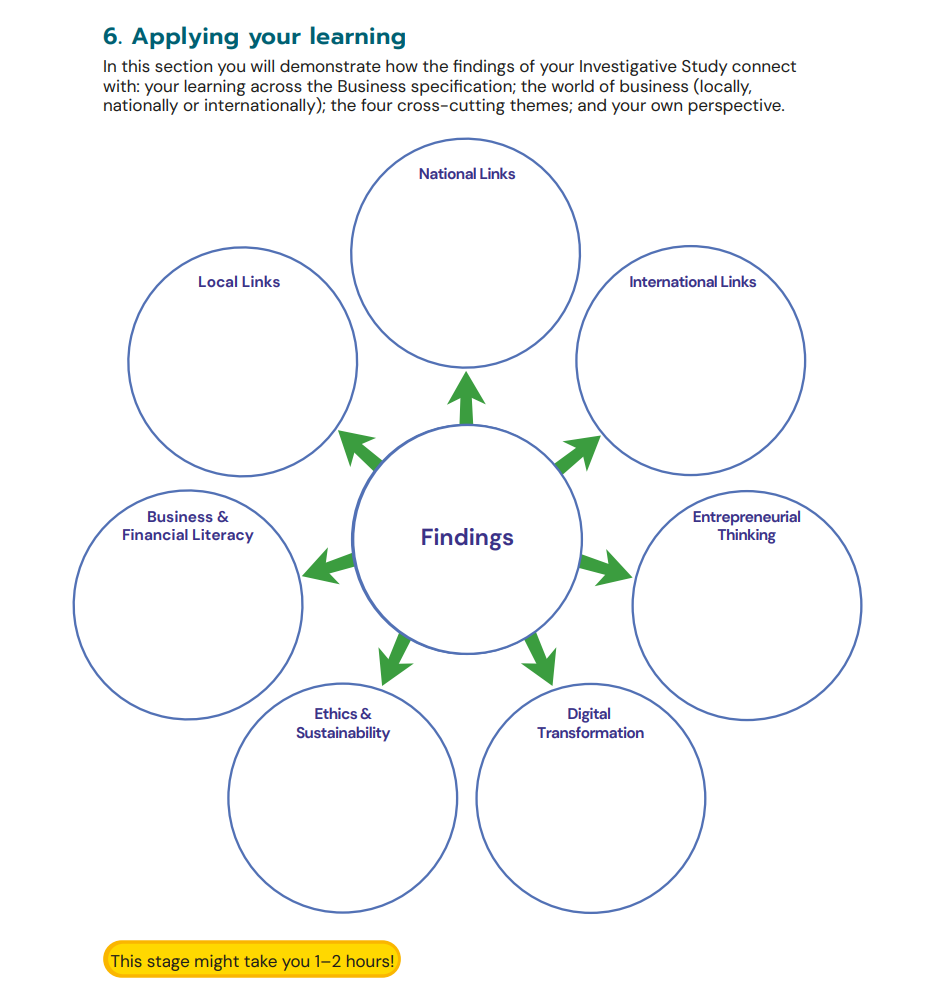 6. Applying your learning
In this section you will demonstrate how the findings of your Investigative Study connect
with: your learning across the Business specification; the world of business (locally,
nationally or internationally); the four cross-cutting themes; and your own perspective.
National Links
Local Links
International Links
Findings
Business &
Financial Literacy
Entrepreneurial
Thinking
Ethics &
Sustainability
Digital
Transformation
This stage might take you 1–2 hours!